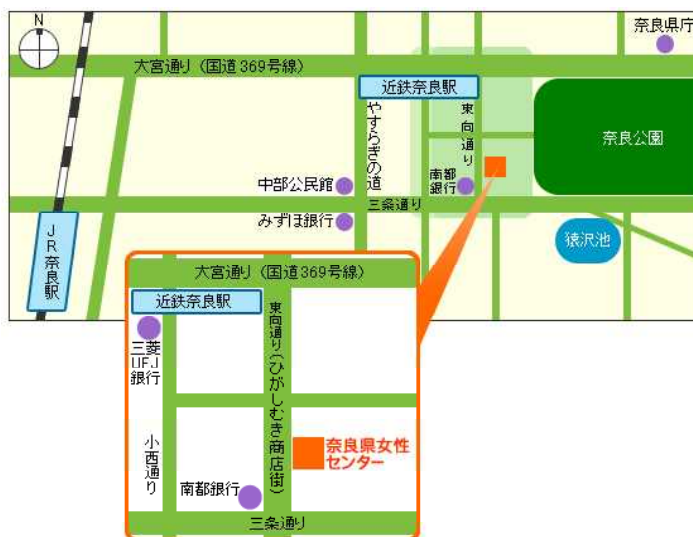 N
奈良県庁
大宮通り（国道369号線）
近鉄奈良駅
やすらぎの道
東向通り
奈良公園
中部公民館
南都
銀行
三条通り
みずほ銀行
猿沢池
JR奈良駅
大宮通り（国道369号線）
近鉄奈良駅
東向通り（ひがしむき商店街）
三菱
UFJ
銀行
小西通り
奈良県女性
センター
南都銀行
三条通り